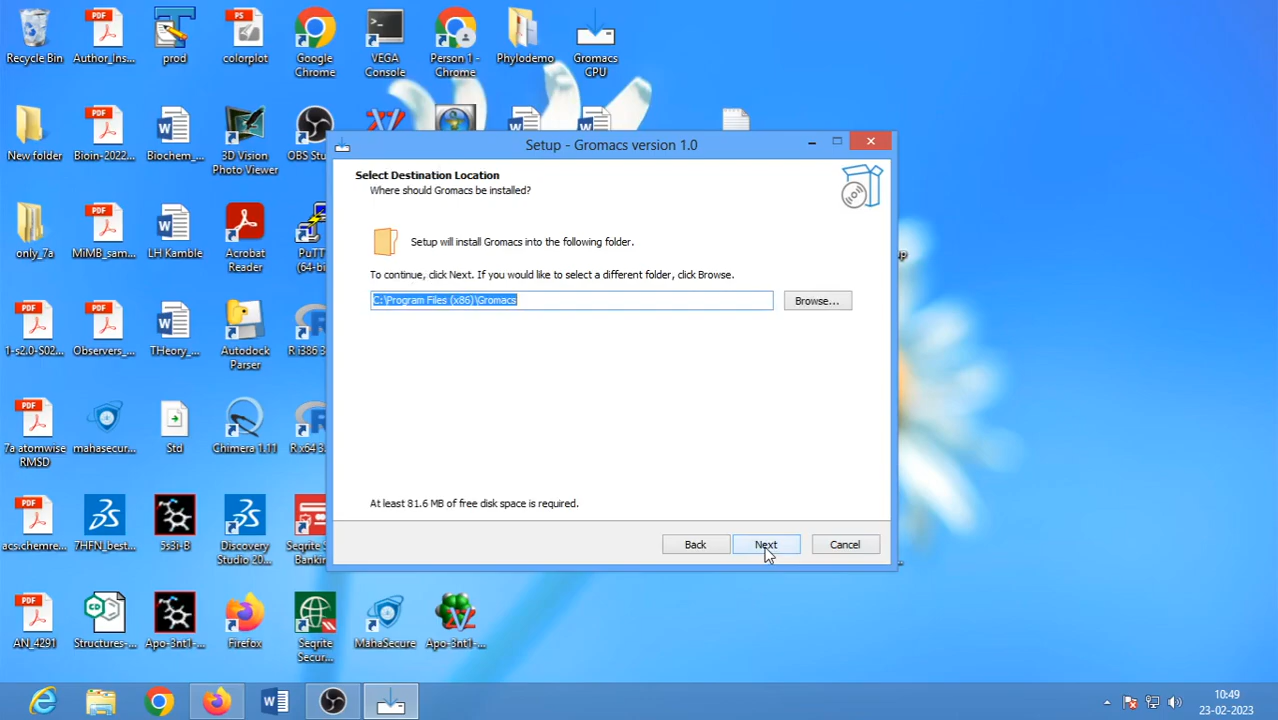 Recycle Bin
Author_Ins...
prod
colorplot
Google
Chrome
VEGA
Console
Person 1 -
Chrome
Phylodemo
Gromacs
CPU
New folder
Bioin-2022...
Biochem_...
3D Vision
Photo Viewer
OBS Stu
only_7a
MiMB_sam...
LH Kamble
Acrobat
Reader
PuTT
(64-b
1-s2.0-S02...
Observers_...
THeory_...
Autodock
Parser
R i386 3
7a atomwise
RMSD
mahasecur...
Std
Chimera 1.11
R x64 3
acs.chemre...
7HFN_best...
5s3i-B
Discovery
Studio 20...
Seqrite S
Bankin
AN_4291
Structures-...
Apo-3nt1-...
Firefox
Seqrite
Secur...
MahaSecure
Apo-3nt1-...
up
Setup - Gromacs version 1.0
Select Destination Location
Where should Gromacs be installed?
Setup will install Gromacs into the following folder.
To continue, click Next. If you would like to select a different folder, click Browse.
C:\Program Files (x86)\Gromacs
Browse...
At least 81.6 MB of free disk space is required.
Back
Next
Cancel
10:49
23-02-2023